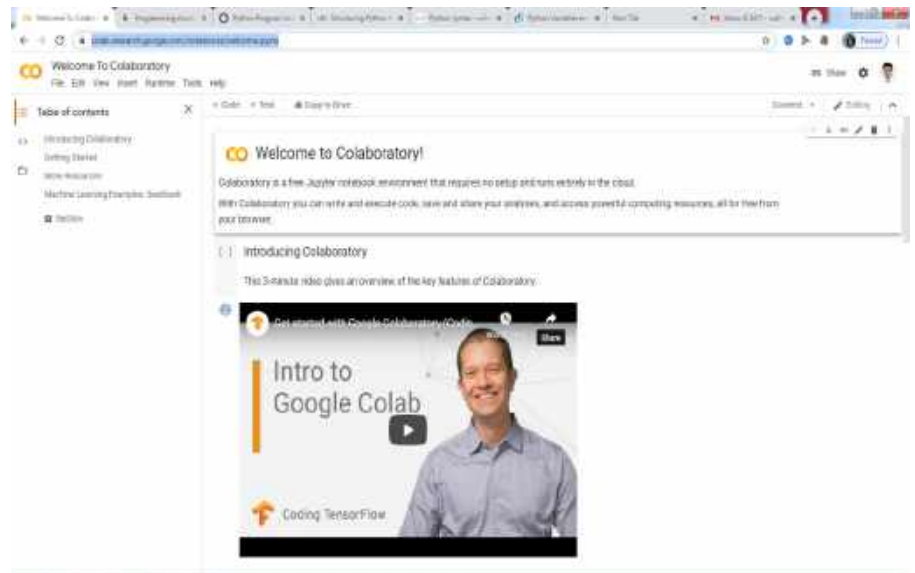 Welcome To Colaboratory
File Edit View Insert Runtime Tools Help
Share
Table of contents
+ Code + Text Copy to Drive
Editing
Introducing Colaboratory
Getting Started
More Resources
Machine Learning Examples: Seedbank
Section
Welcome to Colaboratory!
Colaboratory is a free Jupyter notebook environment that requires no setup and runs entirely in the cloud.
With Colaboratory you can write and execute code, save and share your analyses, and access powerful computing resources, all for free from
your browser.
[ ] Introducing Colaboratory
This 3-minute video gives an overview of the key features of Colaboratory.
Get started with Google Colaboratory (Codin
Share
Intro to
Google Colab
Coding TensorFlow